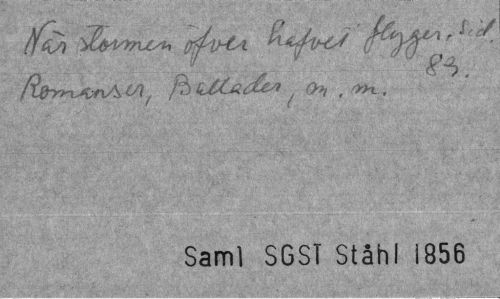 När stormen öfver hafvet flyger. Sid.
83.
Romanser, Ballader, m. m.
Saml SGST Ståhl 1856